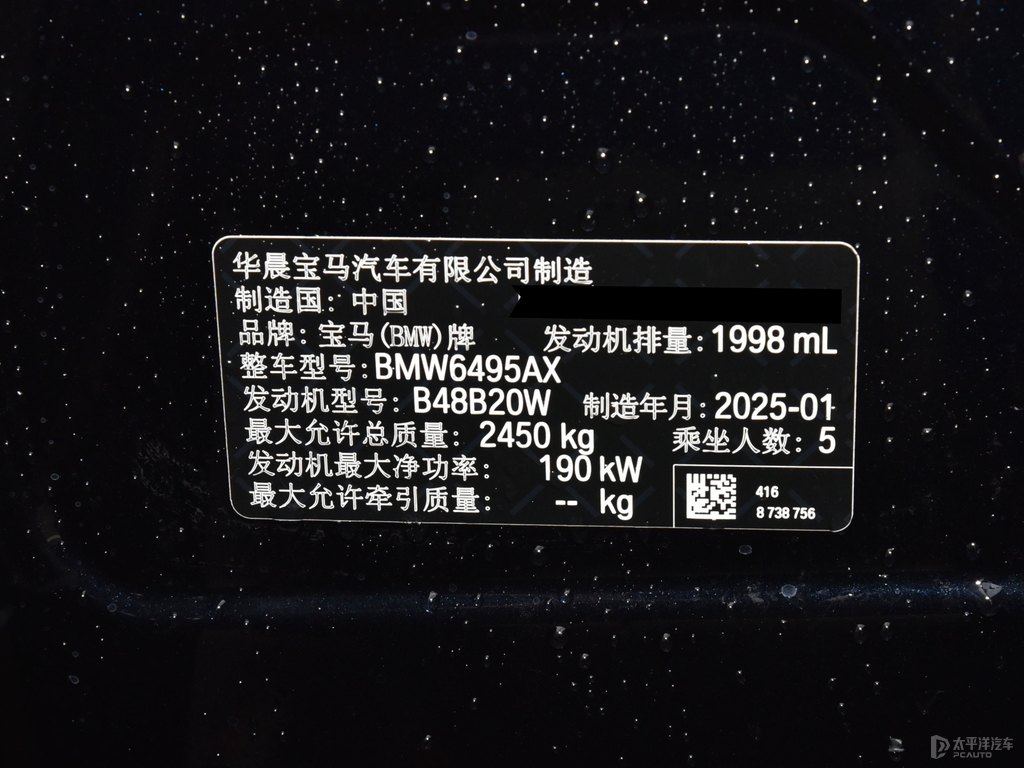 华晨宝马汽车有限公司制造
制造国：中国
品牌：宝马(BMW)牌 发动机排量：1998 mL
整车型号：BMW6495AX
发动机型号：B48B20W 制造年月：2025-01
最大允许总质量：2450 kg 乘坐人数：5
发动机最大净功率：190 kW
最大允许牵引质量：-- kg
416
8 738 756
太平洋汽车
PCAUTO